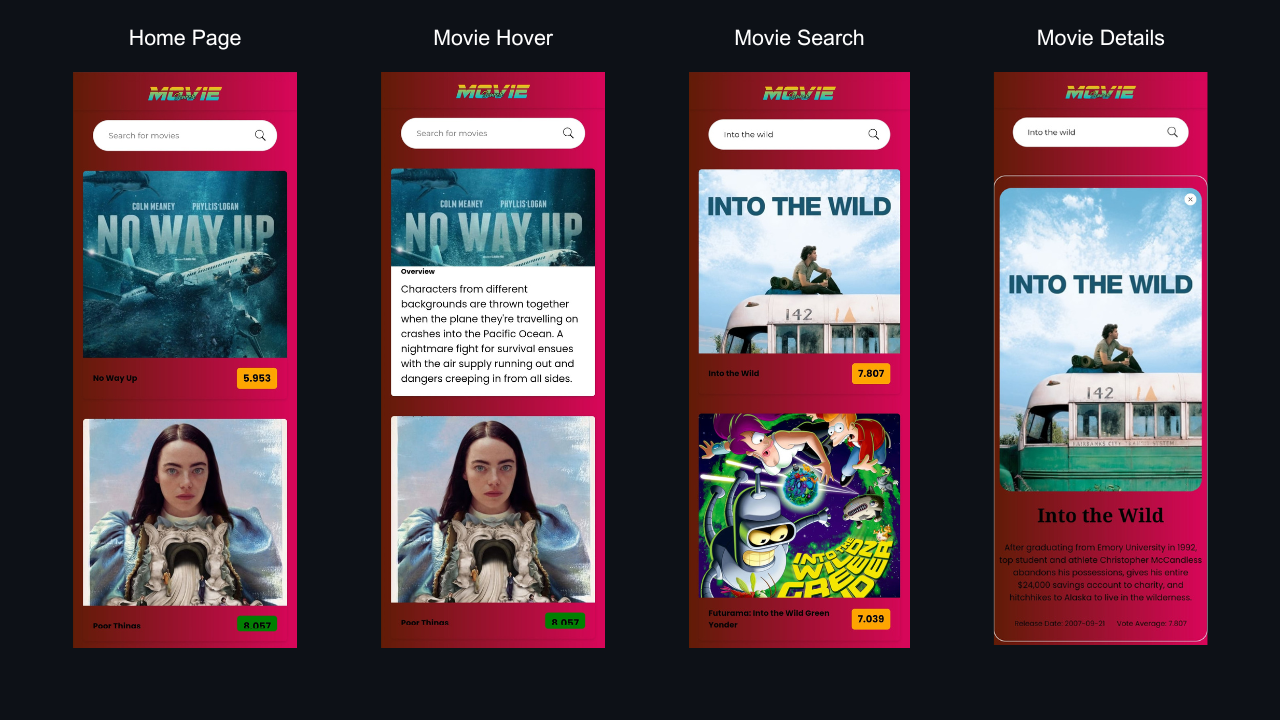 Home Page
Movie Hover
Movie Search
Movie Details
MOVIE
Search for movies
COLM MEANEY PHYLLIS LOGAN
NO WAY UP
No Way Up
5.953
Poor Things
8.057
MOVIE
Search for movies
COLM MEANEY PHYLLIS LOGAN
NO WAY UP
Overview
Characters from different
backgrounds are thrown together
when the plane they're travelling on
crashes into the Pacific Ocean. A
nightmare fight for survival ensues
with the air supply running out and
dangers creeping in from all sides.
Poor Things
8.057
MOVIE
Into the wild
INTO THE WILD
142
Into the Wild
7.807
INTO THE
WILD
GREEN
Futurama: Into the Wild Green
Yonder
7.039
MOVIE
Into the wild
INTO THE WILD
142
FAIRBANKS CITY TRANSIT SYSTEM
Into the Wild
After graduating from Emory University in 1992,
top student and athlete Christopher McCandless
abandons his possessions, gives his entire
$24,000 savings account to charity, and
hitchhikes to Alaska to live in the wilderness.
Release Date: 2007-09-21 Vote Average: 7.807